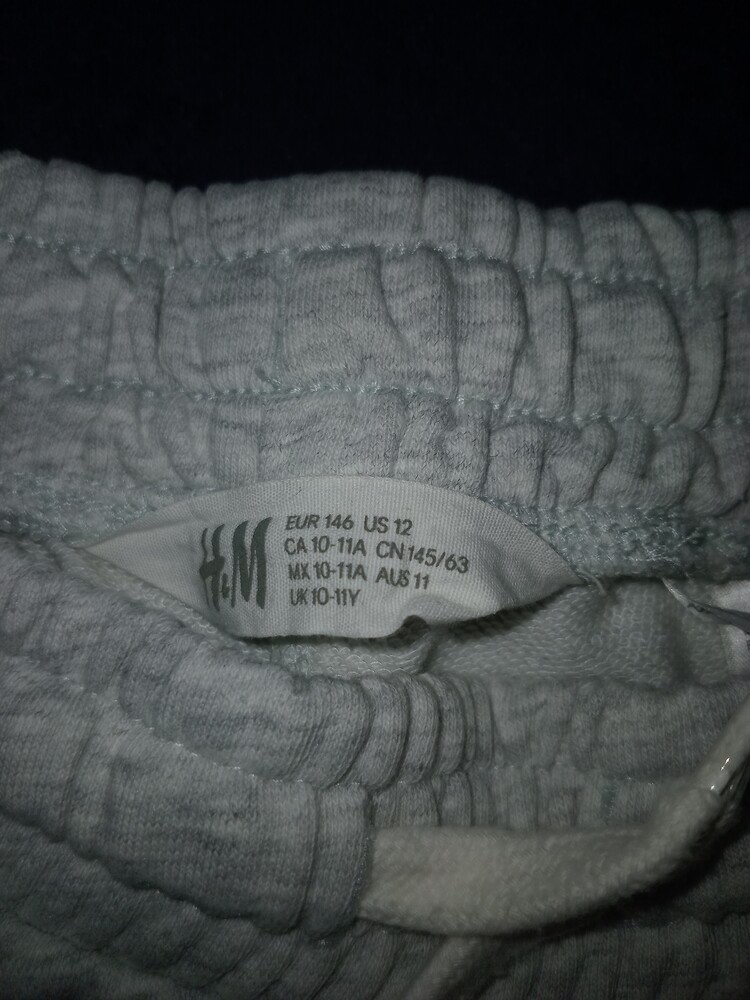 H&M
EUR 146 US 12
CA 10-11A CN 145/63
MX 10-11A AUS 11
UK 10-11Y